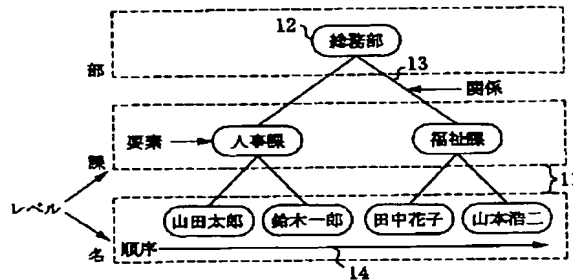 12
総務部
13
部
関係
要素
人事課
福祉課
課
11
レベル
山田太郎
鈴木一郎
田中花子
山本浩二
名
順序
14